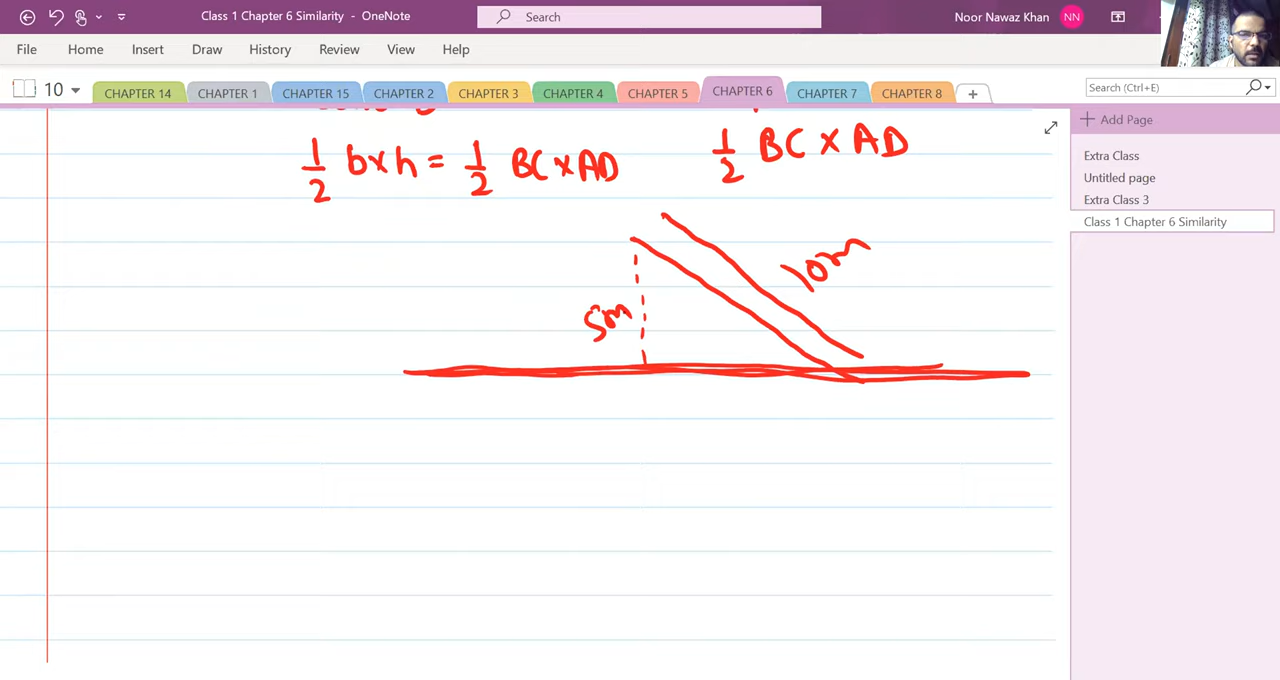 Class 1 Chapter 6 Similarity - OneNote
Search
Noor Nawaz Khan
NN
File Home Insert Draw History Review View Help
10
CHAPTER 14 CHAPTER 1 CHAPTER 15 CHAPTER 2 CHAPTER 3 CHAPTER 4 CHAPTER 5 CHAPTER 6 CHAPTER 7 CHAPTER 8
Search (Ctrl+E)
Add Page
Extra Class
Untitled page
Extra Class 3
Class 1 Chapter 6 Similarity
1/2 b×h = 1/2 BC×AD
1/2 BC × AD
10m
5m